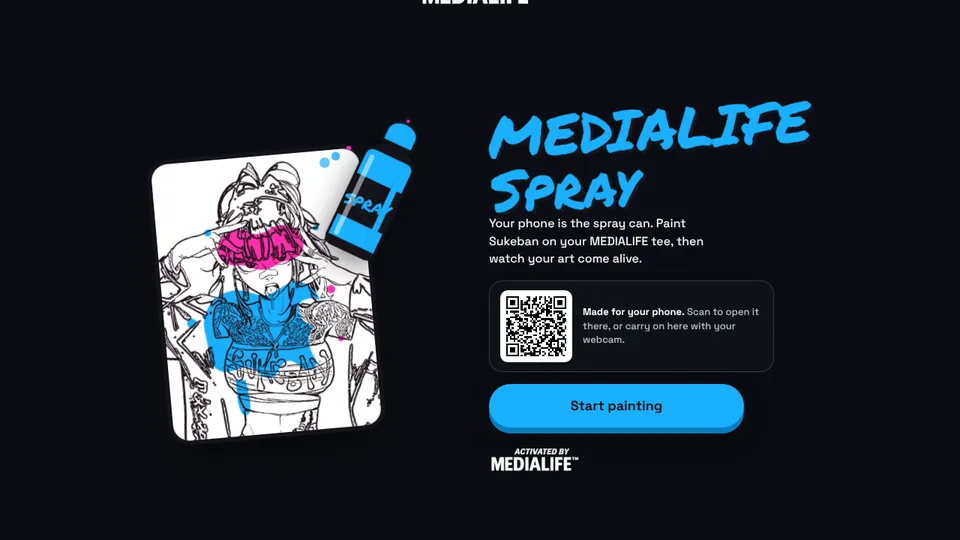 MEDIALIFE
MEDIALIFE
SPRAY
SPRAY
Your phone is the spray can. Paint
Sukeban on your MEDIALIFE tee, then
watch your art come alive.
Made for your phone. Scan to open it
there, or carry on here with your
webcam.
Start painting
ACTIVATED BY
MEDIALIFE™